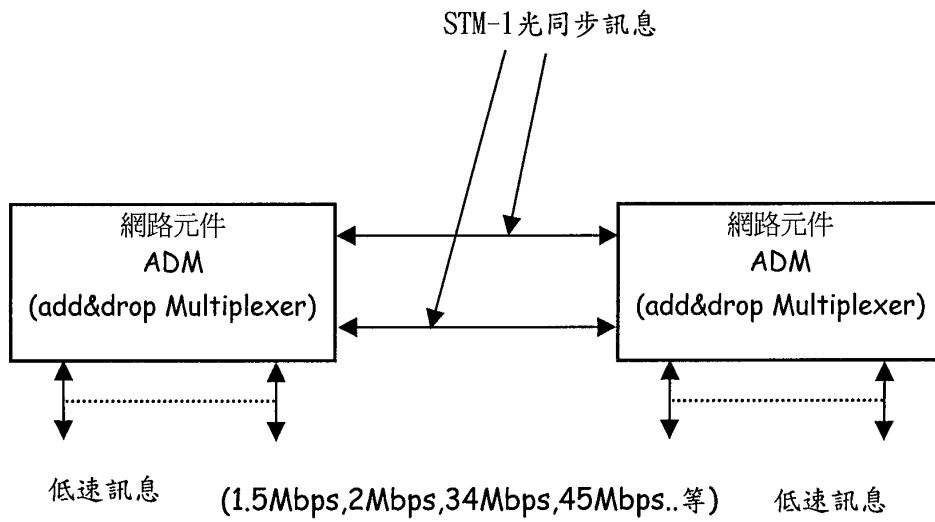 STM-1光同步訊息
網路元件
ADM
(add&drop Multiplexer)
網路元件
ADM
(add&drop Multiplexer)
低速訊息
(1.5Mbps,2Mbps,34Mbps,45Mbps..等)
低速訊息